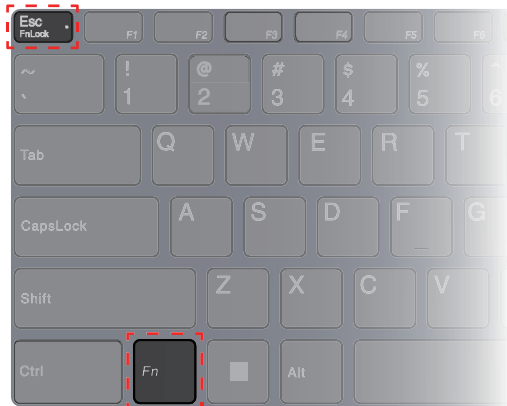 Esc
FnLock
F1 F2 F3 F4 F5 F6
~ ! @ # $ % ^
` 1 2 3 4 5 6
Tab Q W E R T
CapsLock A S D F G
Shift Z X C V
Ctrl Fn Alt